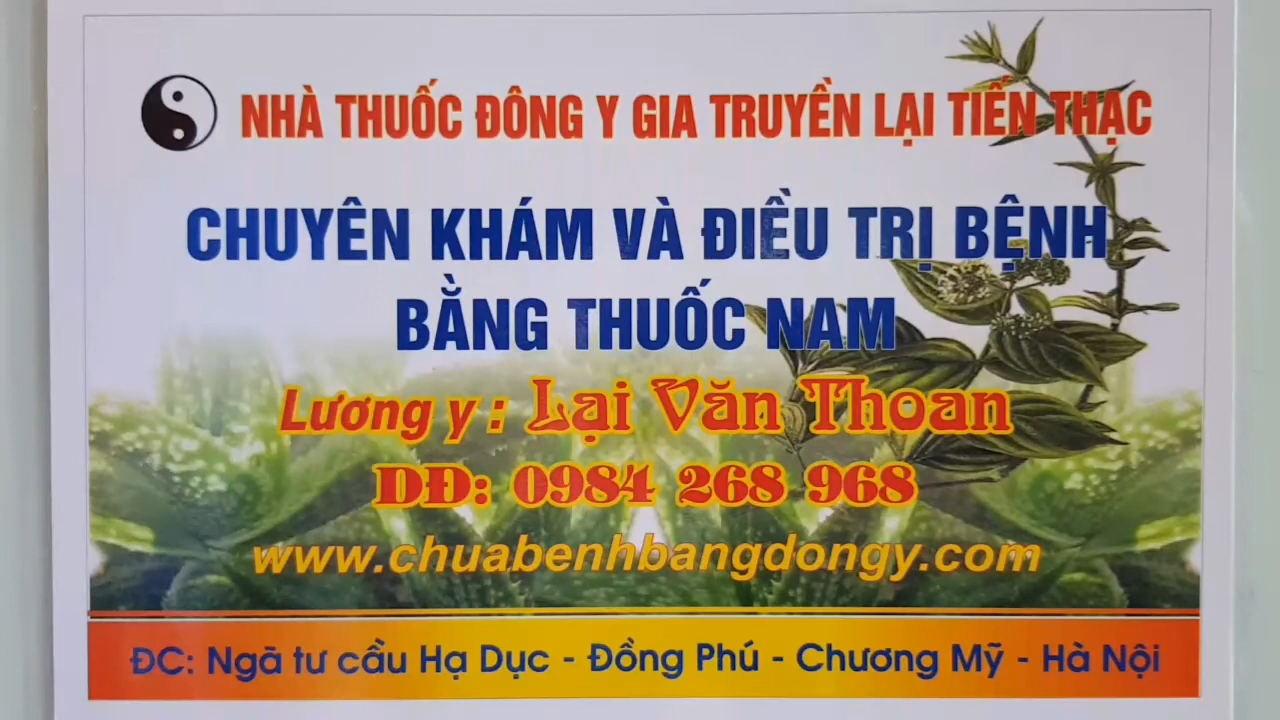 NHÀ THUỐC ĐÔNG Y GIA TRUYỀN LẠI TIẾN THẠC
CHUYÊN KHÁM VÀ ĐIỀU TRỊ BỆNH
BẰNG THUỐC NAM
Lương y : Lại Văn Thoan
DĐ: 0984 268 968
www.chuabenhbangdongy.com
ĐC: Ngã tư cầu Hạ Dục - Đồng Phú - Chương Mỹ - Hà Nội